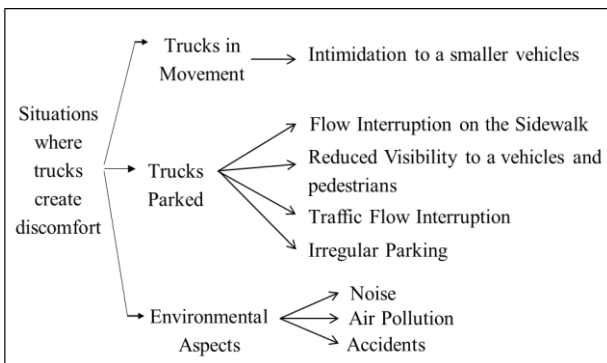 Situations
where
trucks
create
discomfort
Trucks in
Movement
Intimidation to a smaller vehicles
Trucks
Parked
Flow Interruption on the Sidewalk
Reduced Visibility to a vehicles and
pedestrians
Traffic Flow Interruption
Irregular Parking
Environmental
Aspects
Noise
Air Pollution
Accidents